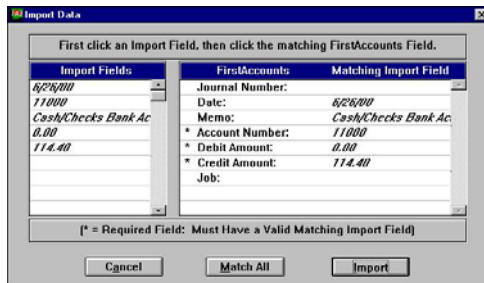 Import Data
First click an Import Field, then click the matching FirstAccounts Field.
Import Fields
6/26/00
11000
Cash/Checks Bank Ac
0.00
114.40
FirstAccounts Matching Import Field
Journal Number:
Date: 6/26/00
Memo: Cash/Checks Bank Ac
* Account Number: 11000
* Debit Amount: 0.00
* Credit Amount: 114.40
Job:
(* = Required Field: Must Have a Valid Matching Import Field)
Cancel Match All Import